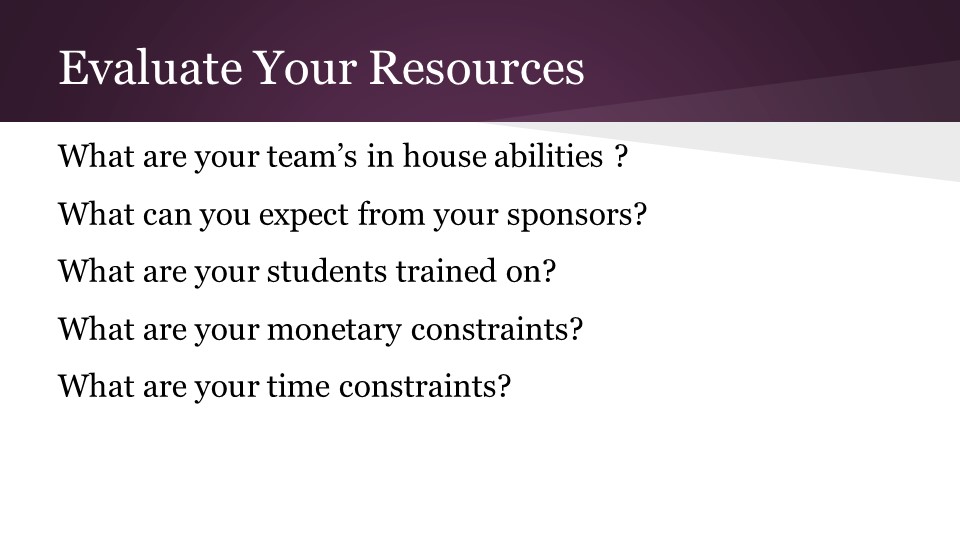 Evaluate Your Resources
What are your team’s in house abilities ?
What can you expect from your sponsors?
What are your students trained on?
What are your monetary constraints?
What are your time constraints?